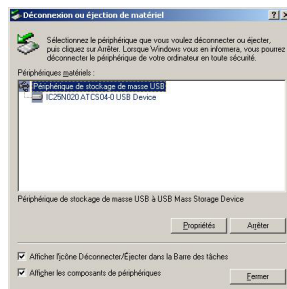 Déconnexion ou éjection de matériel
Sélectionnez le périphérique que vous voulez déconnecter ou éjecter,
puis cliquez sur Arrêter. Lorsque Windows vous en informera, vous pourrez
déconnecter le périphérique de votre ordinateur en toute sécurité.
Périphériques matériels :
Périphérique de stockage de masse USB
IC25N020 ATCS04-0 USB Device
Périphérique de stockage de masse USB à USB Mass Storage Device
Propriétés Arrêter
Afficher l'icône Déconnecter/Éjecter dans la Barre des tâches
Afficher les composants de périphériques
Fermer